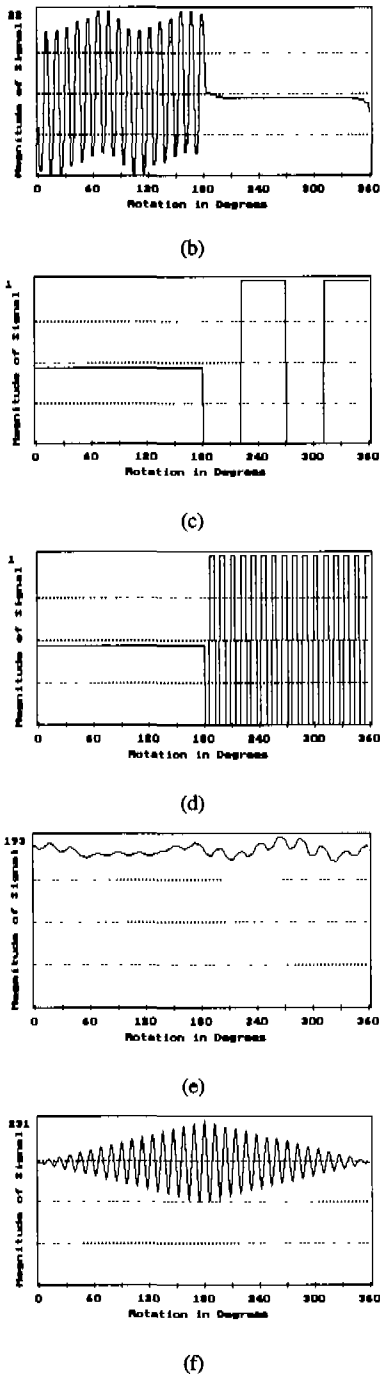 Magnitude of Signal
0 60 120 180 240 300 360
Rotation in Degrees
(b)
1
Magnitude of Signal
0 60 120 180 240 300 360
Rotation in Degrees
(c)
1
Magnitude of Signal
0 60 120 180 240 300 360
Rotation in Degrees
(d)
193
Magnitude of Signal
0 60 120 180 240 300 360
Rotation in Degrees
(e)
231
Magnitude of Signal
0 60 120 180 240 300 360
Rotation in Degrees
(f)